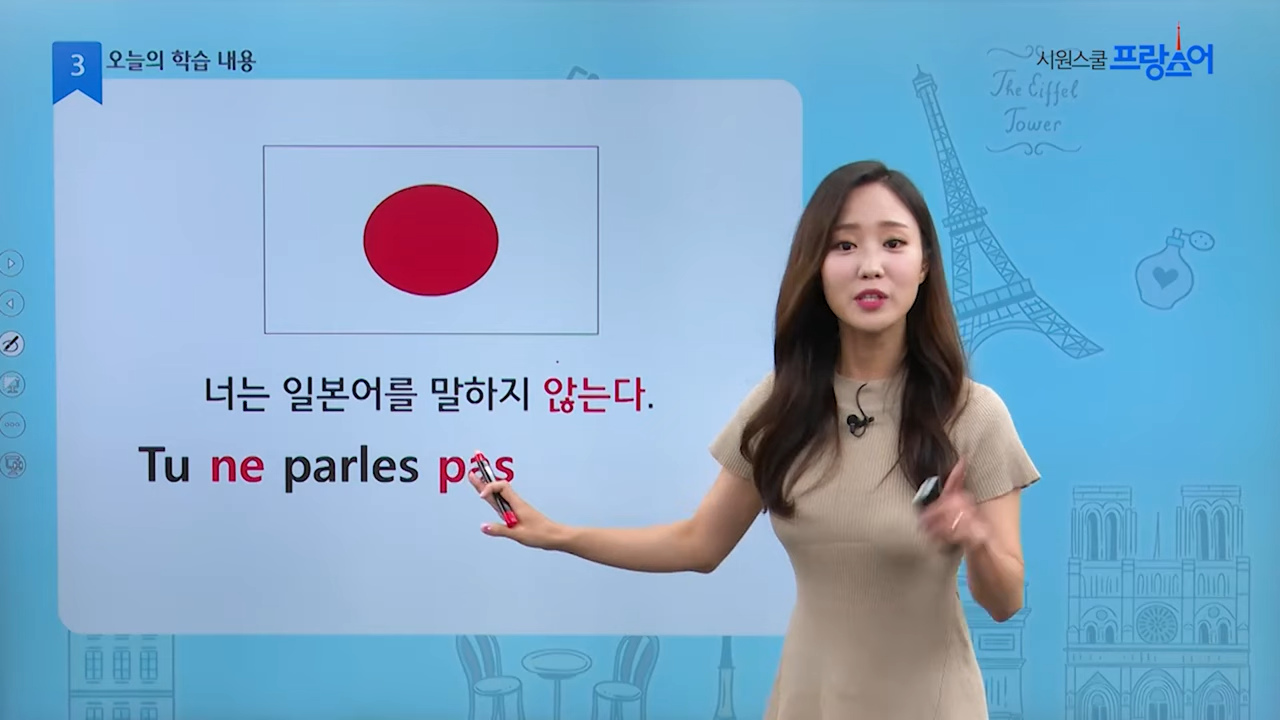 3 오늘의 학습 내용
시원스쿨 프랑스어
The Eiffel
Tower
너는 일본어를 말하지 않는다.
Tu ne parles pas